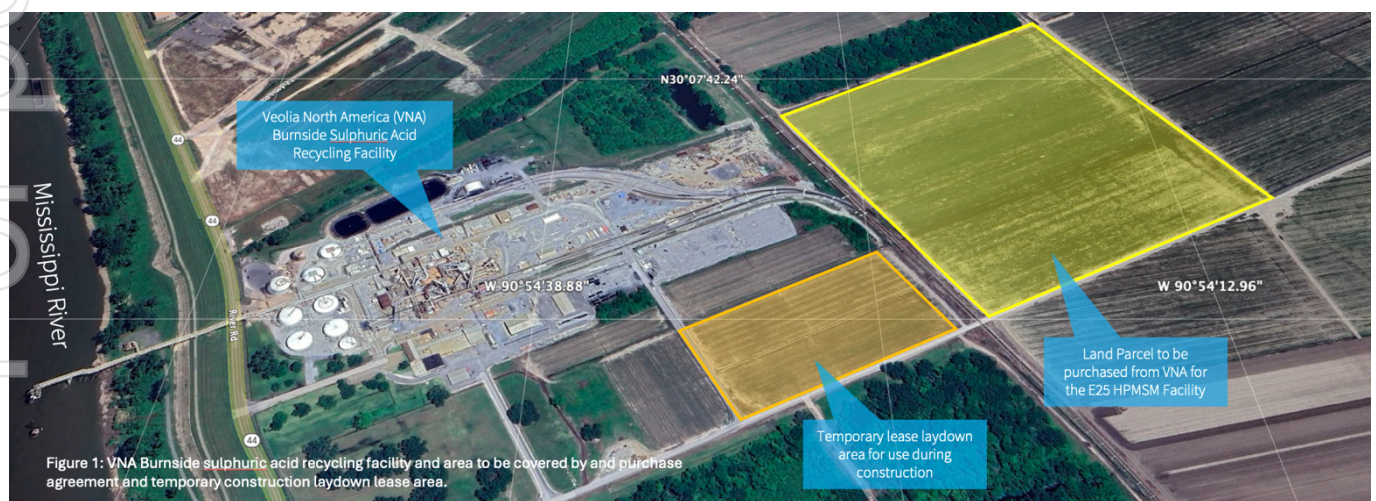 N30°07'42.24"
Veolia North America (VNA)
Burnside Sulphuric Acid
Recycling Facility
44
44
Mississippi River
W 90°54'38.88"
W 90°54'12.96"
River Rd
Land Parcel to be
purchased from VNA for
the E25 HPMSM Facility
44
Temporary lease laydown
area for use during
construction
Figure 1: VNA Burnside sulphuric acid recycling facility and area to be covered by and purchase
agreement and temporary construction laydown lease area.